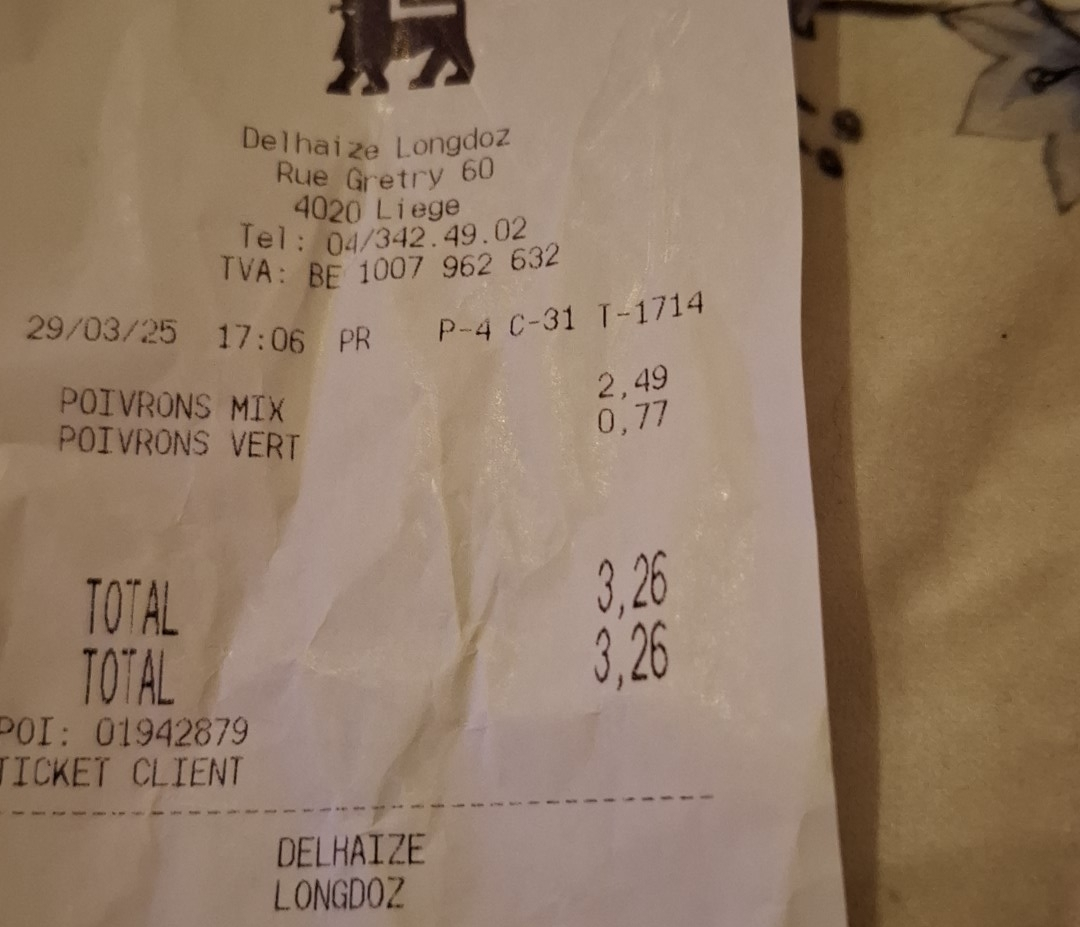 Delhaize Longdoz
Rue Gretry 60
4020 Liege
Tel: 04/342.49.02
TVA: BE 1007 962 632
29/03/25 17:06 PR P-4 C-31 T-1714
POIVRONS MIX 2,49
POIVRONS VERT 0,77
TOTAL 3,26
TOTAL 3,26
POI: 01942879
TICKET CLIENT
DELHAIZE
LONGDOZ